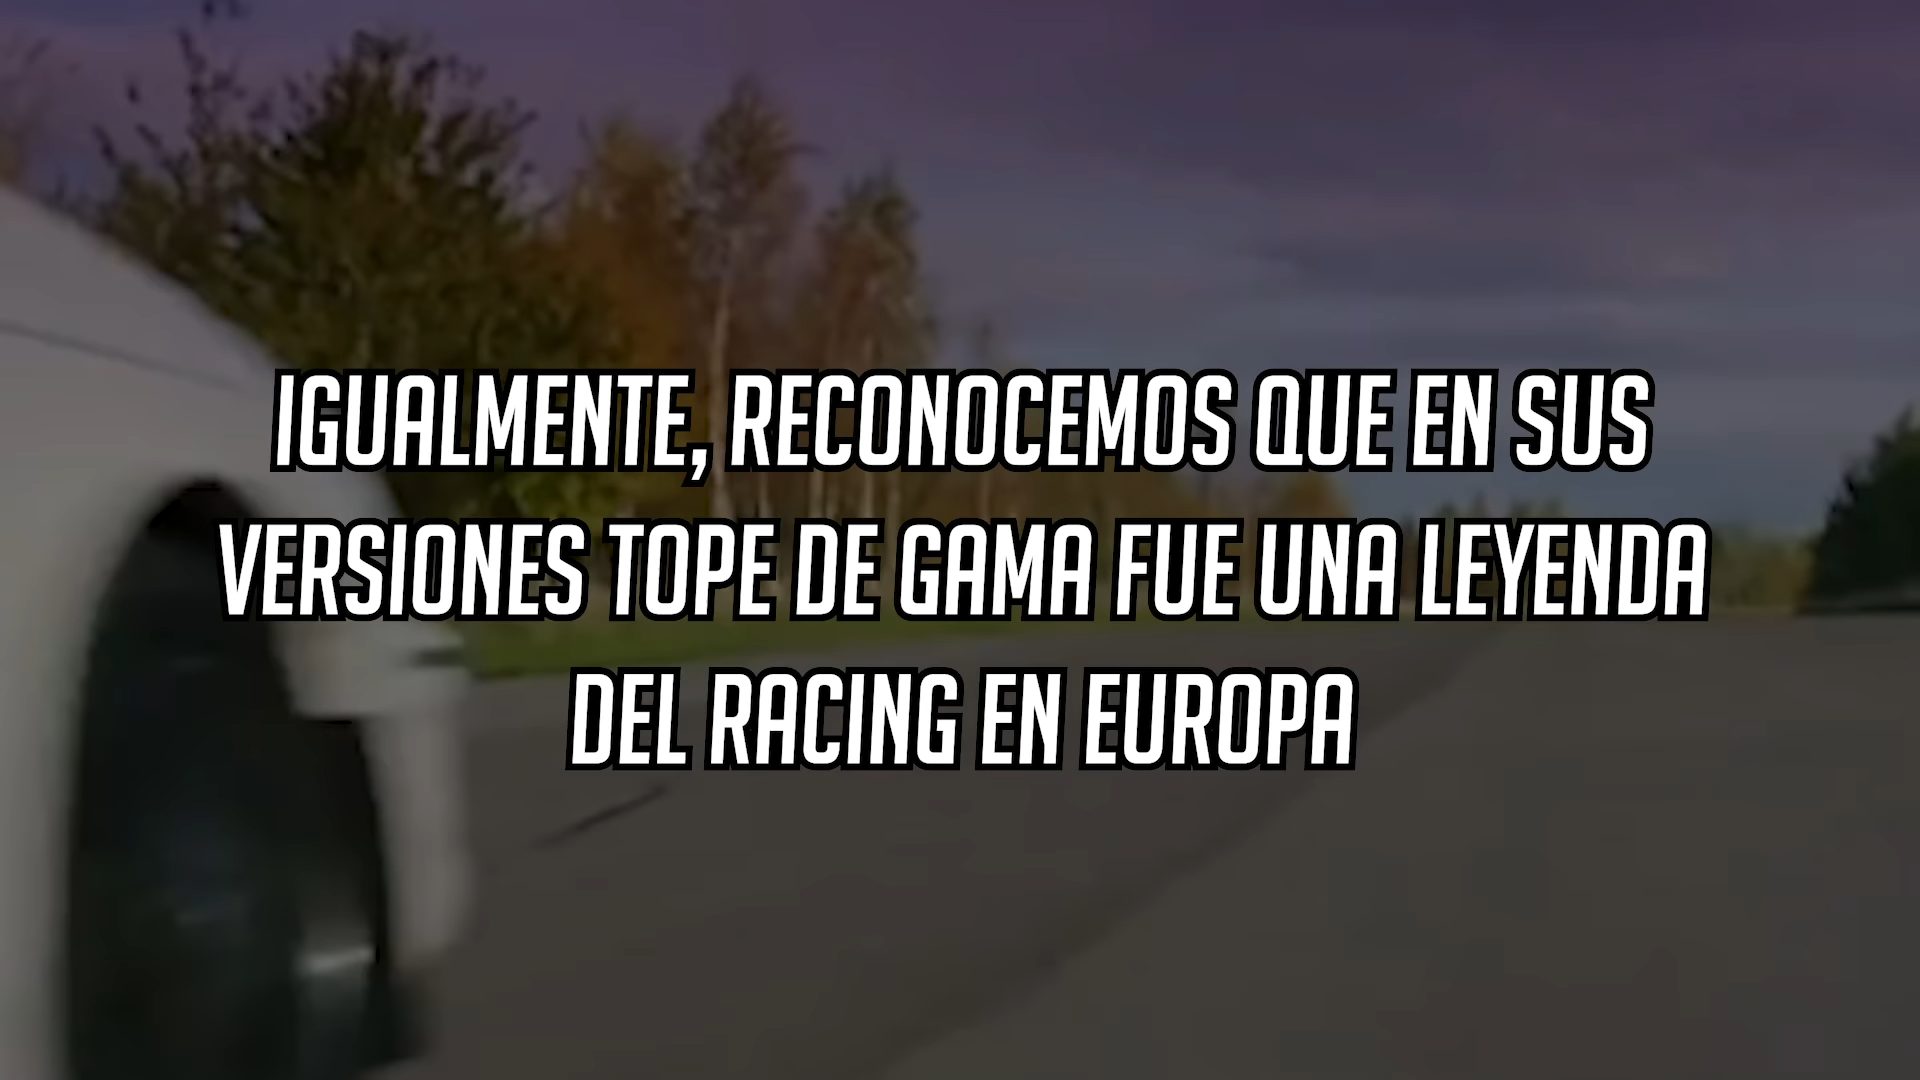 IGUALMENTE, RECONOCEMOS QUE EN SUS
VERSIONES TOPE DE GAMA FUE UNA LEYENDA
DEL RACING EN EUROPA